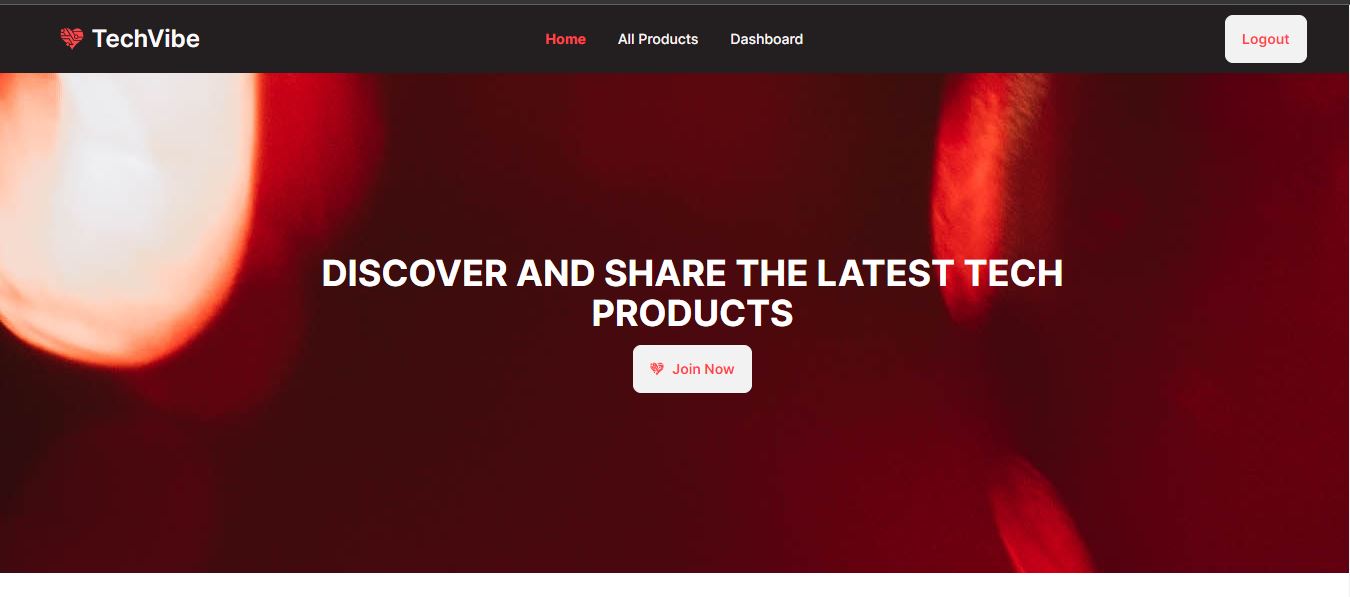 TechVibe
Home
All Products
Dashboard
Logout
DISCOVER AND SHARE THE LATEST TECH
PRODUCTS
Join Now